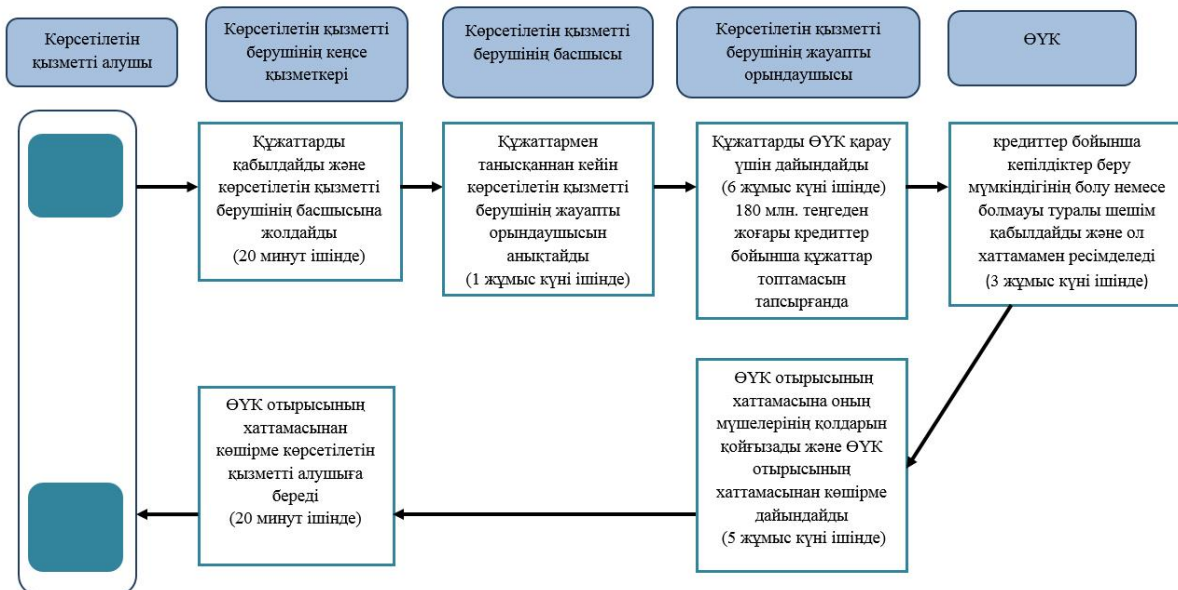 Көрсетілетін
қызметті алушы
Көрсетілетін қызметті
берушінің кеңсе
қызметкері
Көрсетілетін қызметті
берушінің басшысы
Көрсетілетін қызметті
берушінің жауапты
орындаушысы
ӨҮК
Құжаттарды
қабылдайды және
көрсетілетін қызметті
берушінің басшысына
жолдайды
(20 минут ішінде)
Құжаттармен
танысқаннан кейін
көрсетілетін қызметті
берушінің жауапты
орындаушысын
анықтайды
(1 жұмыс күні ішінде)
Құжаттарды ӨҮК қарау
үшін дайындайды
(6 жұмыс күні ішінде)
180 млн. теңгеден
жоғары кредиттер
бойынша құжаттар
топтамасын
тапсырғанда
кредиттер бойынша
кепілдіктер беру
мүмкіндігінің болу немесе
болмауы туралы шешім
қабылдайды және ол
хаттамамен ресімделеді
(3 жұмыс күні ішінде)
ӨҮК отырысының
хаттамасынан
көшірме көрсетілетін
қызметті алушыға
береді
(20 минут ішінде)
ӨҮК отырысының
хаттамасына оның
мүшелерінің қолдарын
қойғызады және ӨҮК
отырысының
хаттамасынан көшірме
дайындайды
(5 жұмыс күні ішінде)